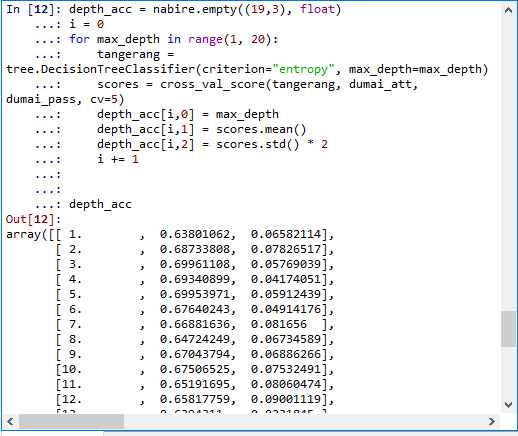 In [12]: depth_acc = nabire.empty((19,3), float)
...: i = 0
...: for max_depth in range(1, 20):
...:     tangerang =
tree.DecisionTreeClassifier(criterion="entropy", max_depth=max_depth)
...:     scores = cross_val_score(tangerang, dumai_att,
dumai_pass, cv=5)
...:     depth_acc[i,0] = max_depth
...:     depth_acc[i,1] = scores.mean()
...:     depth_acc[i,2] = scores.std() * 2
...:     i += 1
...:
...:
...: depth_acc
Out[12]:
array([[ 1.        ,  0.63801062,  0.06582114],
[ 2.        ,  0.68733808,  0.07826517],
[ 3.        ,  0.69961108,  0.05769039],
[ 4.        ,  0.69340899,  0.04174051],
[ 5.        ,  0.69953971,  0.05912439],
[ 6.        ,  0.67640243,  0.04914176],
[ 7.        ,  0.66881636,  0.081656  ],
[ 8.        ,  0.64724249,  0.06734589],
[ 9.        ,  0.67043794,  0.06886266],
[10.        ,  0.67506525,  0.07532491],
[11.        ,  0.65191695,  0.08060474],
[12.        ,  0.65817759,  0.09001119],